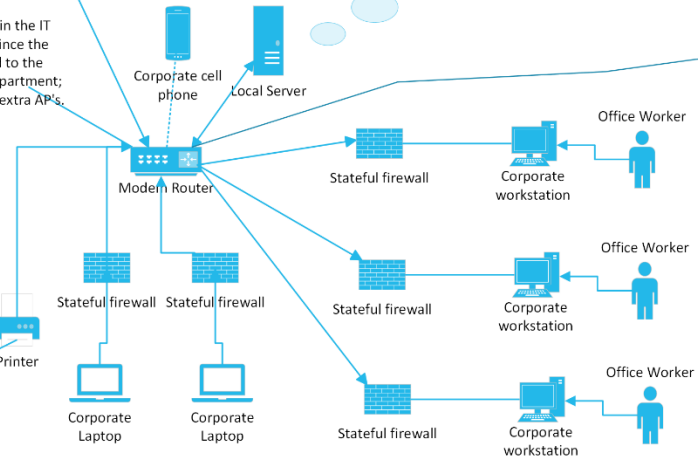 in the IT
ince the
l to the
partment;
extra AP's.
Corporate cell
phone
Local Server
Modem Router
Office Worker
Stateful firewall
Corporate
workstation
Office Worker
Stateful firewall
Stateful firewall
Stateful firewall
Corporate
workstation
Printer
Office Worker
Corporate
Laptop
Corporate
Laptop
Stateful firewall
Corporate
workstation